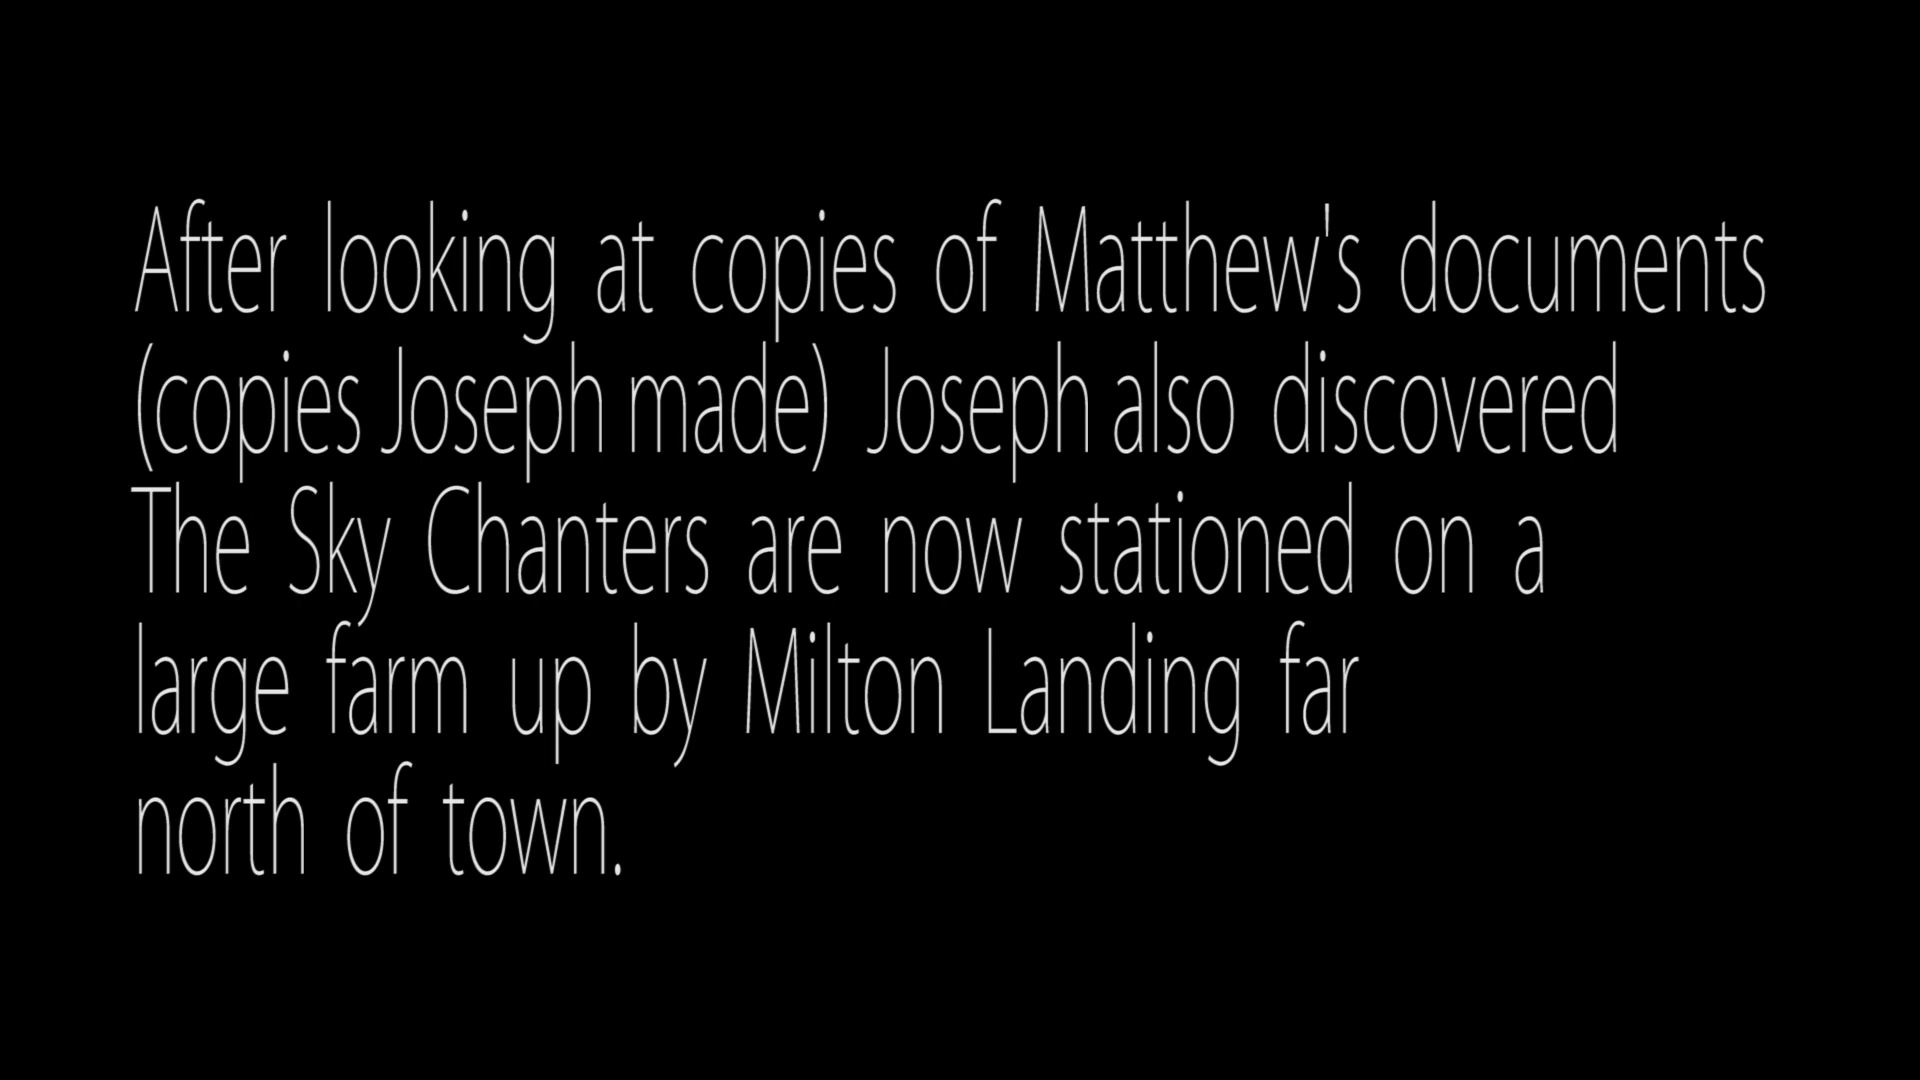 After looking at copies of Matthew's documents
(copies Joseph made) Joseph also discovered
The Sky Chanters are now stationed on a
large farm up by Milton Landing far
north of town.